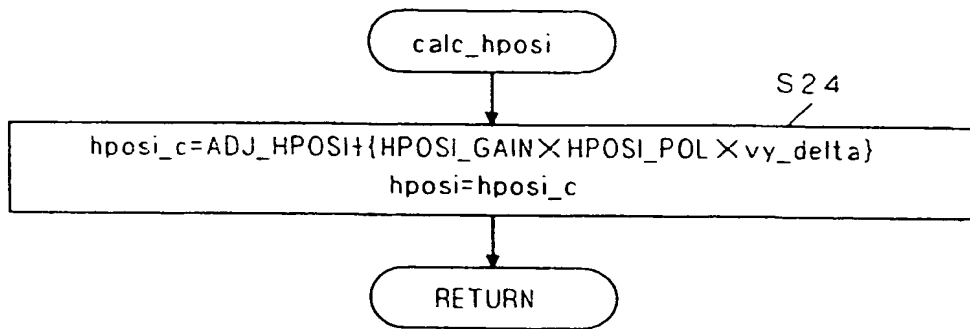 calc_hposi
S24
hposi_c=ADJ_HPOSI+{HPOSI_GAIN×HPOSI_POL×vy_delta}
hposi=hposi_c
RETURN